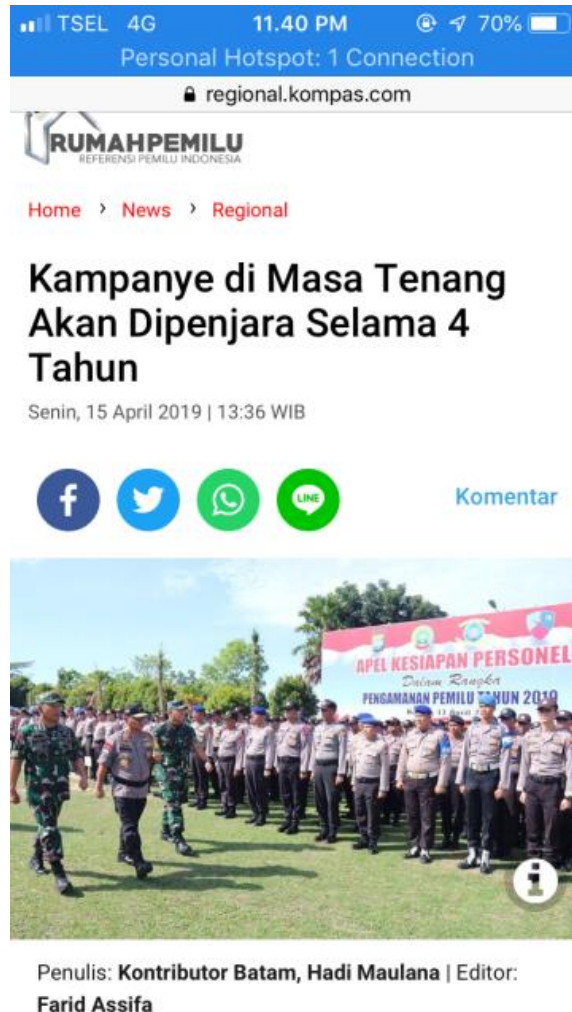 TSEL 4G 11.40 PM 70%
Personal Hotspot: 1 Connection
regional.kompas.com
RUMAHPEMILU
REFERENSI PEMILU INDONESIA
Home > News > Regional
Kampanye di Masa Tenang
Akan Dipenjara Selama 4
Tahun
Senin, 15 April 2019 | 13:36 WIB
f LINE Komentar
APEL KESIAPAN PERSONEL
Dalam Rangka
PENGAMANAN PEMILU TAHUN 2019
Penulis: Kontributor Batam, Hadi Maulana | Editor:
Farid Assifa